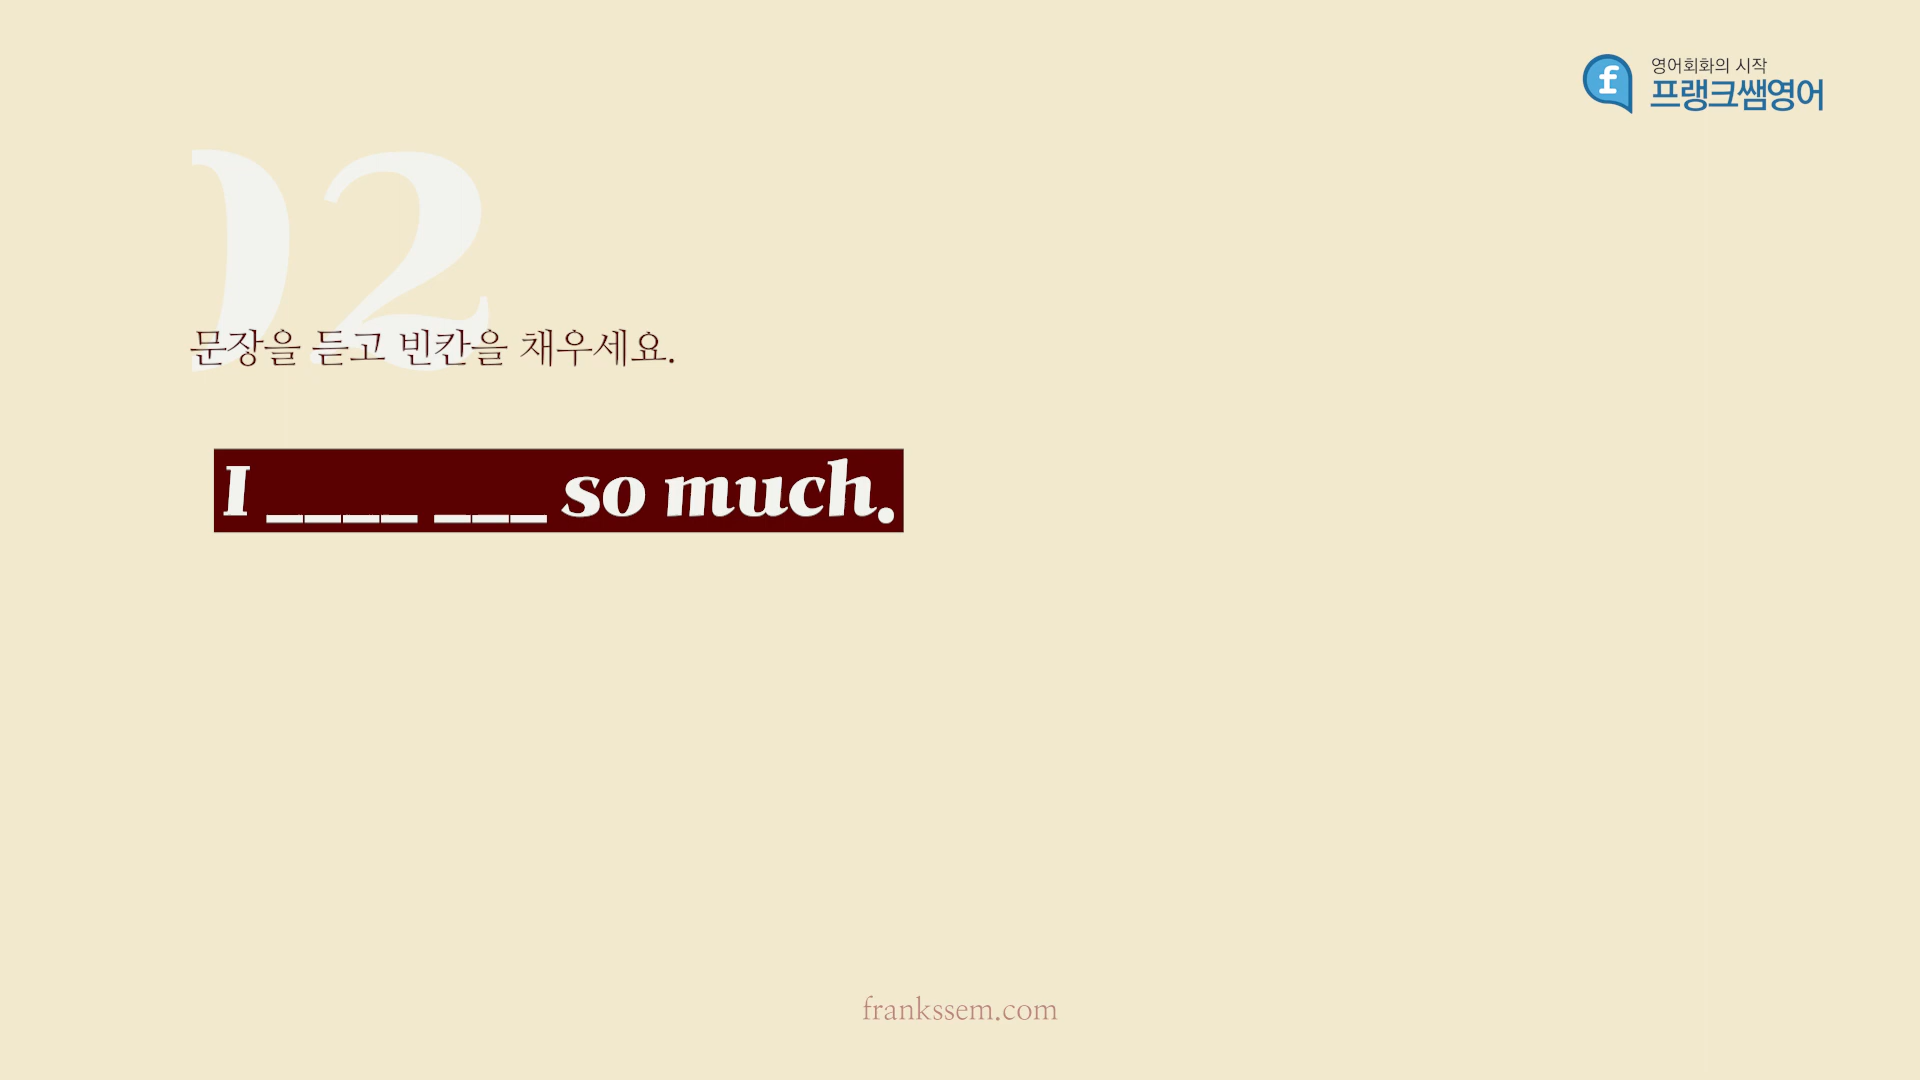 영어회화의 시작
프랭크쌤영어
02
문장을 듣고 빈칸을 채우세요.
I ____ ___ so much.
frankssem.com